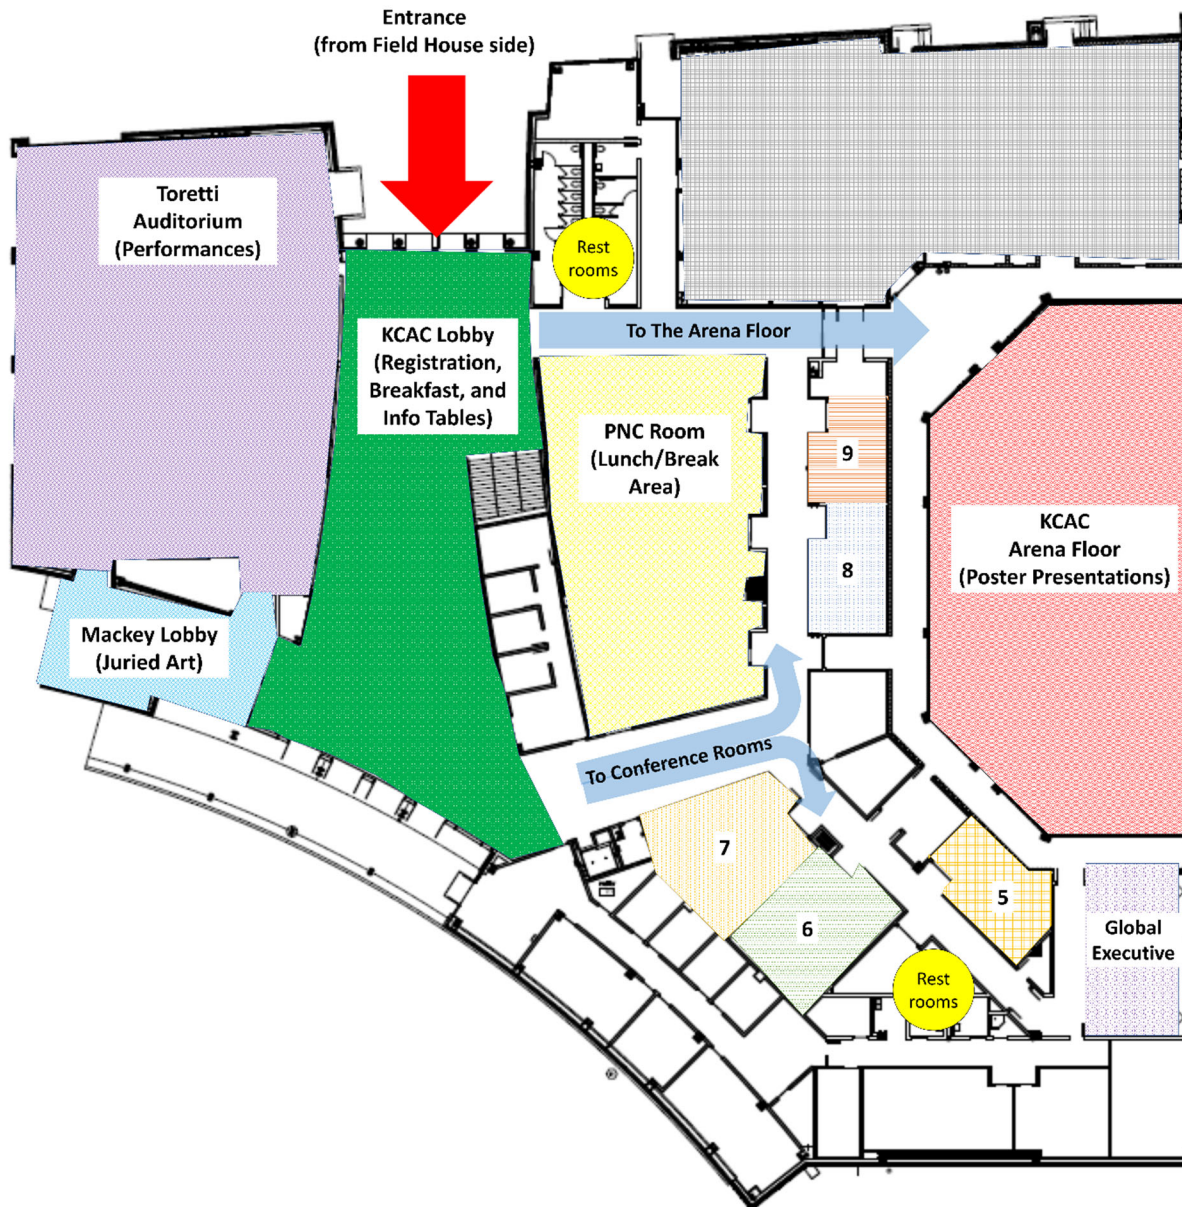 Entrance
(from Field House side)
Toretti
Auditorium
(Performances)
Rest
rooms
KCAC Lobby
(Registration,
Breakfast, and
Info Tables)
To The Arena Floor
PNC Room
(Lunch/Break
Area)
9
8
KCAC
Arena Floor
(Poster Presentations)
Mackey Lobby
(Juried Art)
To Conference Rooms
7
6
5
Global
Executive
Rest
rooms